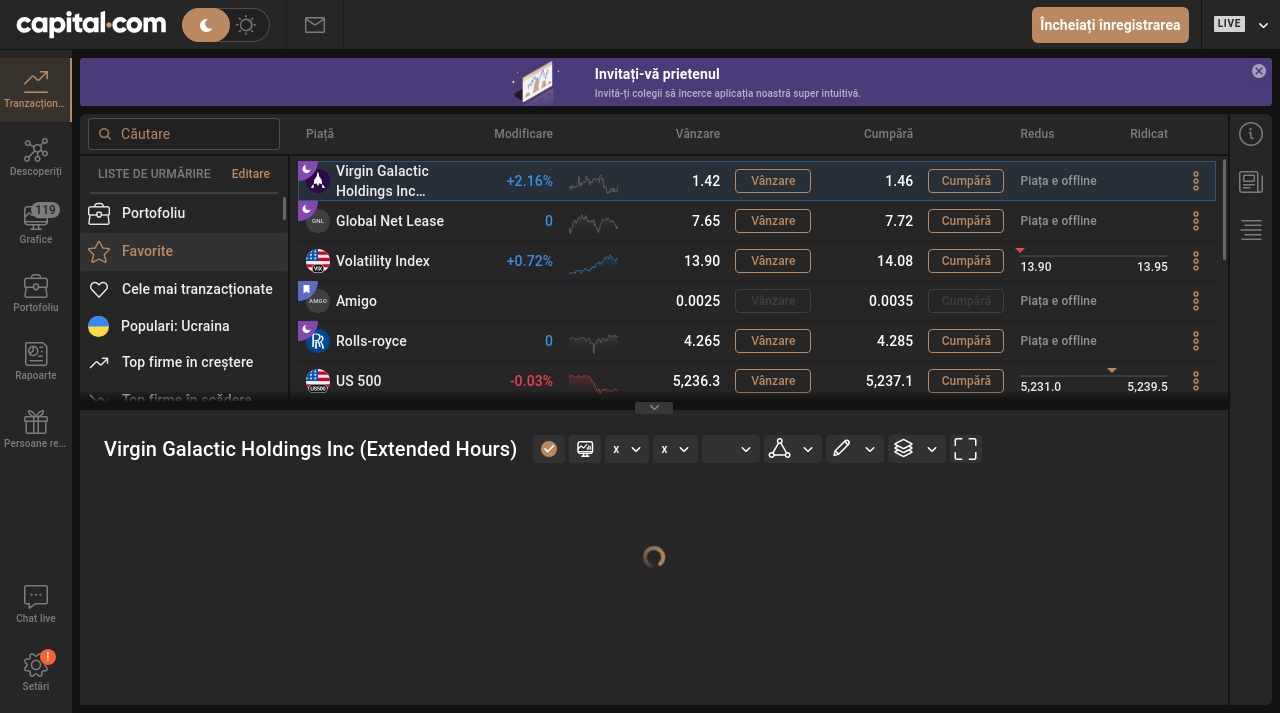 capital.com
Încheiați înregistrarea
LIVE
Tranzacțion...
Descoperiți
119
Grafice
Portofoliu
Rapoarte
Persoane re...
Chat live
!
Setări
Invitați-vă prietenul
Invită-ți colegii să încerce aplicația noastră super intuitivă.
Căutare
LISTE DE URMĂRIRE Editare
Portofoliu
Favorite
Cele mai tranzacționate
Populari: Ucraina
Top firme în creștere
Top firme în scădere
Piață Modificare Vânzare Cumpără Redus Ridicat
Virgin Galactic
Holdings Inc... +2.16% 1.42 Vânzare 1.46 Cumpără Piața e offline
GNL Global Net Lease 0 7.65 Vânzare 7.72 Cumpără Piața e offline
VIX Volatility Index +0.72% 13.90 Vânzare 14.08 Cumpără 13.90 13.95
AMGO Amigo 0.0025 Vânzare 0.0035 Cumpără Piața e offline
Rolls-royce 0 4.265 Vânzare 4.285 Cumpără Piața e offline
US500 US 500 -0.03% 5,236.3 Vânzare 5,237.1 Cumpără 5,231.0 5,239.5
Virgin Galactic Holdings Inc (Extended Hours) x x